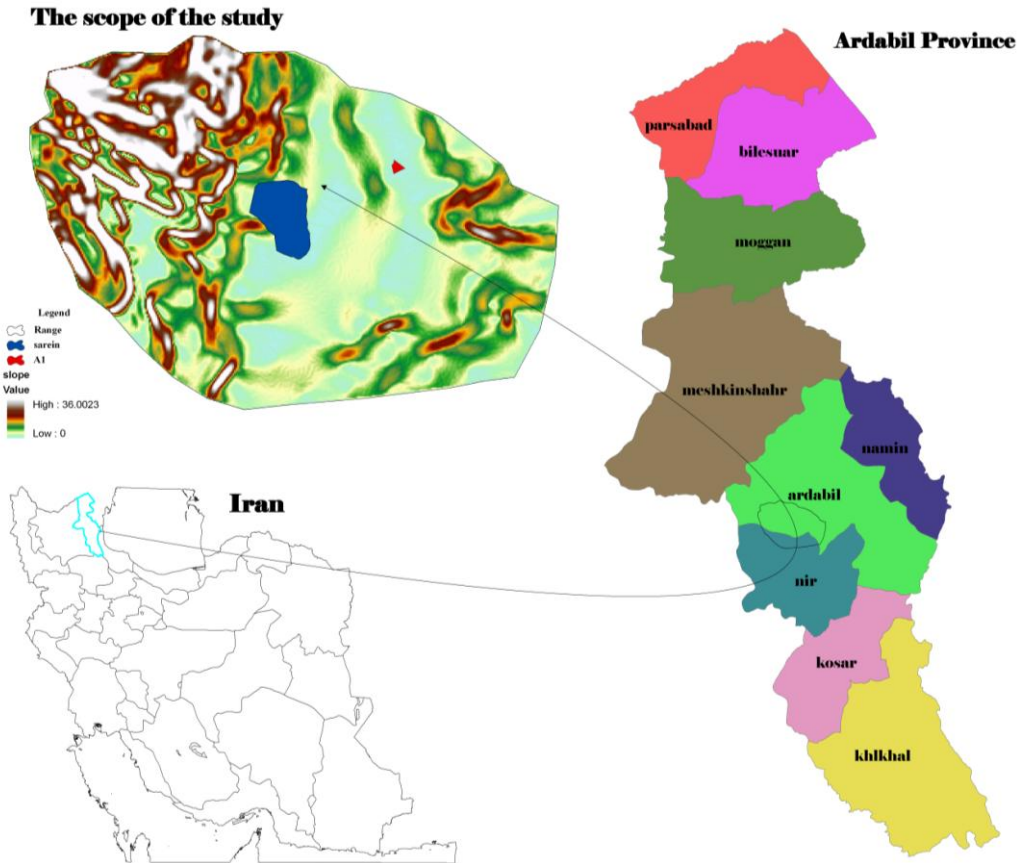 The scope of the study
Legend
Range
sarein
A1
slope
Value
High : 36.0023
Low : 0
Iran
Ardabil Province
parsabad
bilesuar
moggan
meshkinshahr
namin
ardabil
nir
kosar
khlkhal